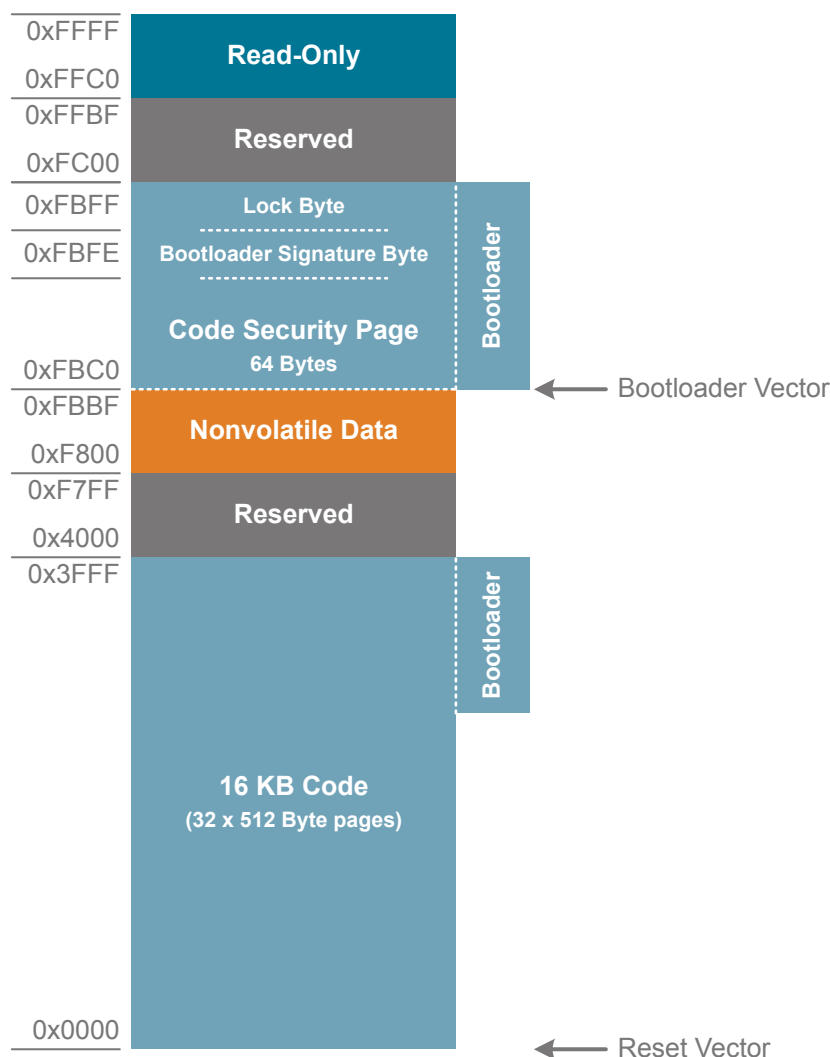 0xFFFF
Read-Only
0xFFC0
0xFFBF
Reserved
0xFC00
0xFBFF
Lock Byte
0xFBFE
Bootloader Signature Byte
Bootloader
Code Security Page
64 Bytes
0xFBC0
Bootloader Vector
0xFBBF
Nonvolatile Data
0xF800
0xF7FF
Reserved
0x4000
0x3FFF
Bootloader
16 KB Code
(32 x 512 Byte pages)
0x0000
Reset Vector